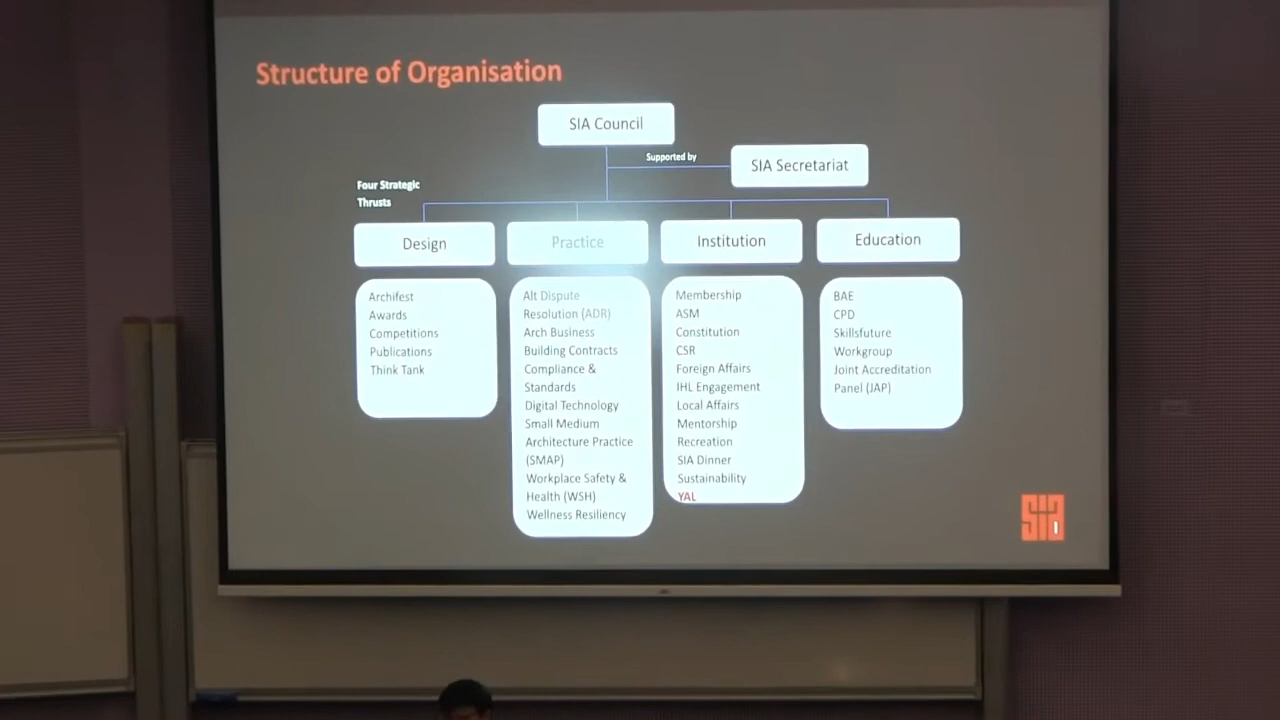 Structure of Organisation
SIA Council
Supported by
SIA Secretariat
Four Strategic
Thrusts
Design
Practice
Institution
Education
Archifest
Awards
Competitions
Publications
Think Tank
Alt Dispute
Resolution (ADR)
Arch Business
Building Contracts
Compliance &
Standards
Digital Technology
Small Medium
Architecture Practice
(SMAP)
Workplace Safety &
Health (WSH)
Wellness Resiliency
Membership
ASM
Constitution
CSR
Foreign Affairs
IHL Engagement
Local Affairs
Mentorship
Recreation
SIA Dinner
Sustainability
YAL
BAE
CPD
Skillsfuture
Workgroup
Joint Accreditation
Panel (JAP)
SIA